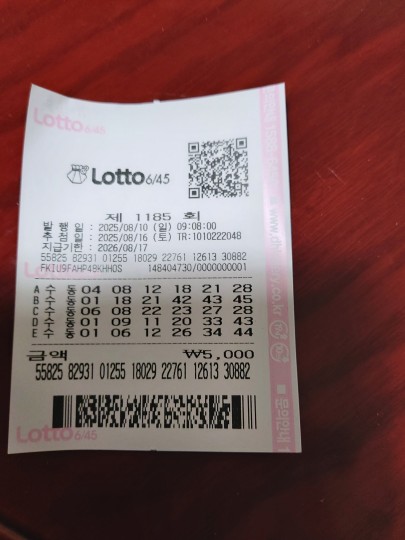 Lotto 6/45
Lotto 6/45
제 1185 회
발 행 일 : 2025/08/10 (일) 09:08:00
추 첨 일 : 2025/08/16 (토) TR:1010222048
지급기한 : 2026/08/17
55825 82931 01255 18029 22761 12613 30882
FKIU9FAHP4BKHHOS 148404730/0000000001
A 수동 04 08 12 18 21 28
B 수동 01 18 21 42 43 45
C 수동 06 08 22 23 27 28
D 수동 01 09 11 20 33 43
E 수동 01 06 12 26 34 44
금액 ₩5,000
55825 82931 01255 18029 22761 12613 30882
Lotto 6/45